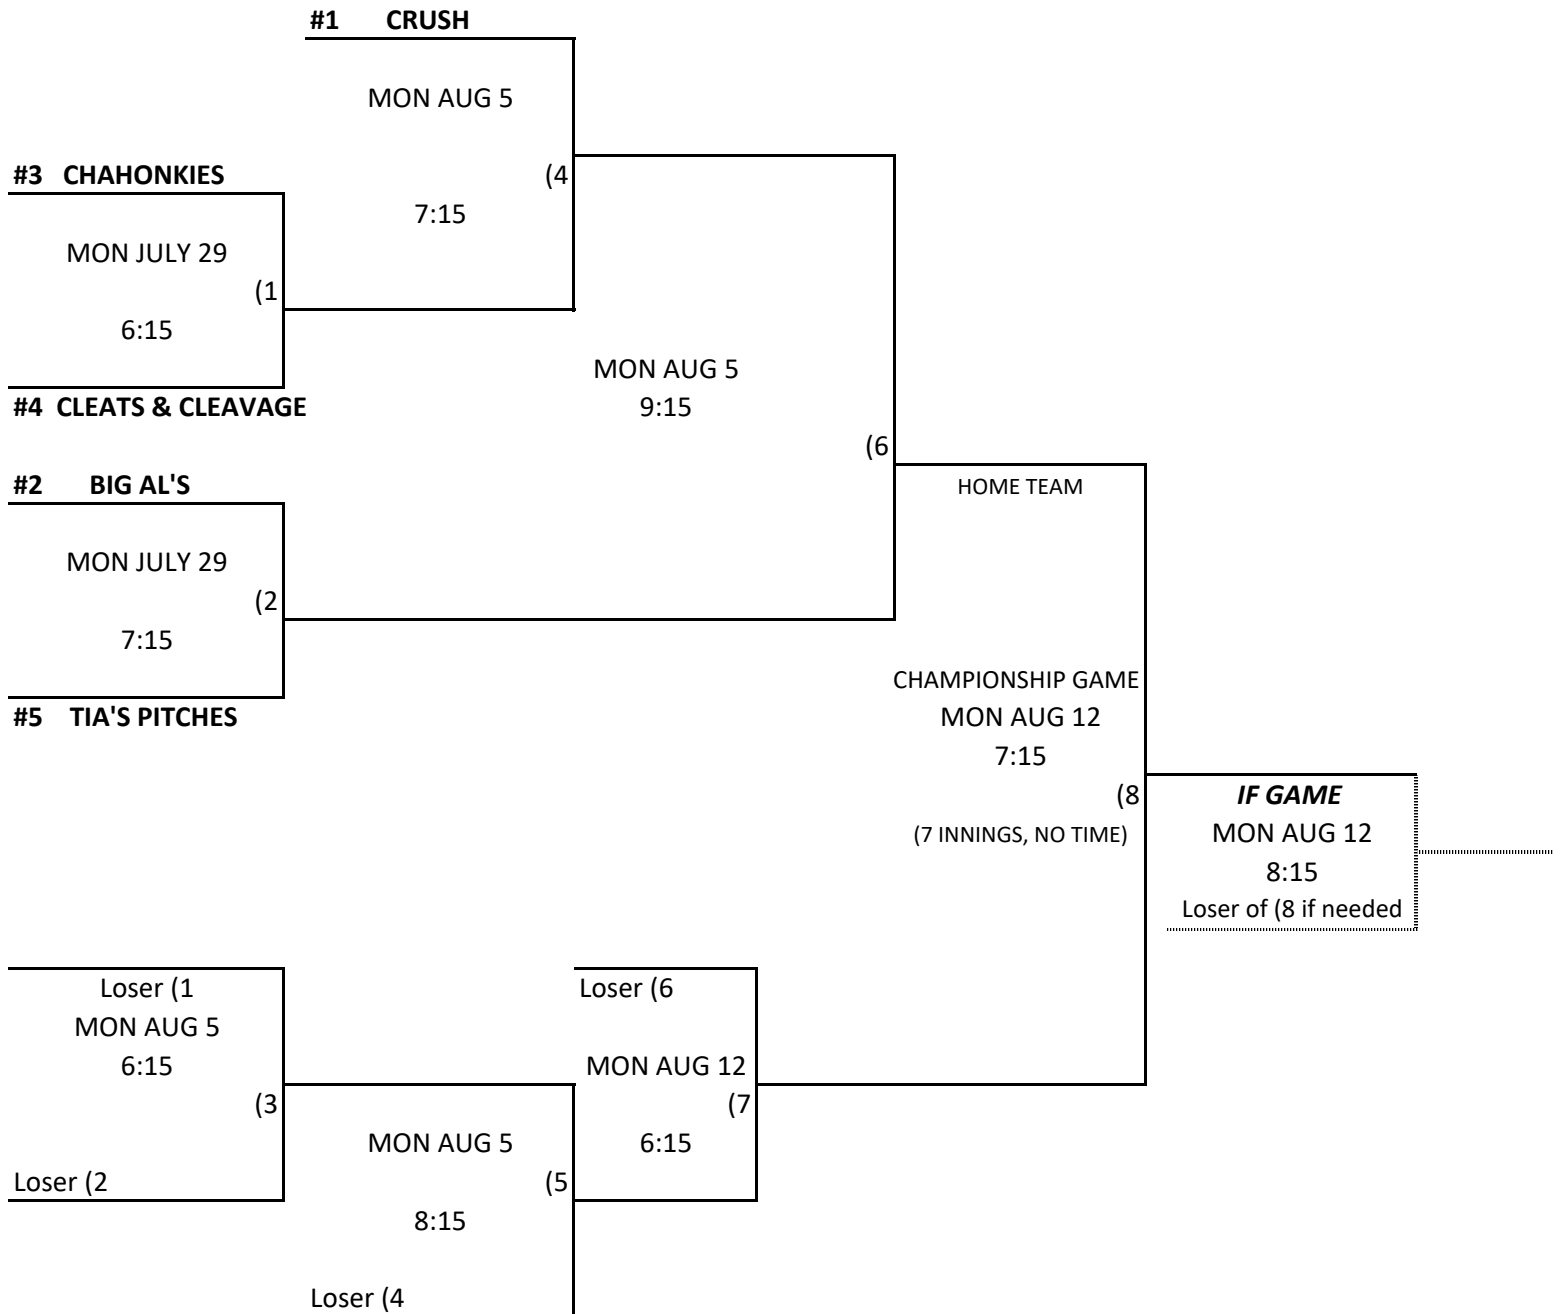 #1 CRUSH
MON AUG 5
(4
7:15
#3 CHAHONKIES
MON JULY 29
(1
6:15
#4 CLEATS & CLEAVAGE
MON AUG 5
9:15
(6
#2 BIG AL'S
MON JULY 29
(2
7:15
#5 TIA'S PITCHES
HOME TEAM
CHAMPIONSHIP GAME
MON AUG 12
7:15
(8
(7 INNINGS, NO TIME)
IF GAME
MON AUG 12
8:15
Loser of (8 if needed
Loser (1
MON AUG 5
6:15
(3
Loser (2
MON AUG 5
(5
8:15
Loser (4
Loser (6
MON AUG 12
(7
6:15